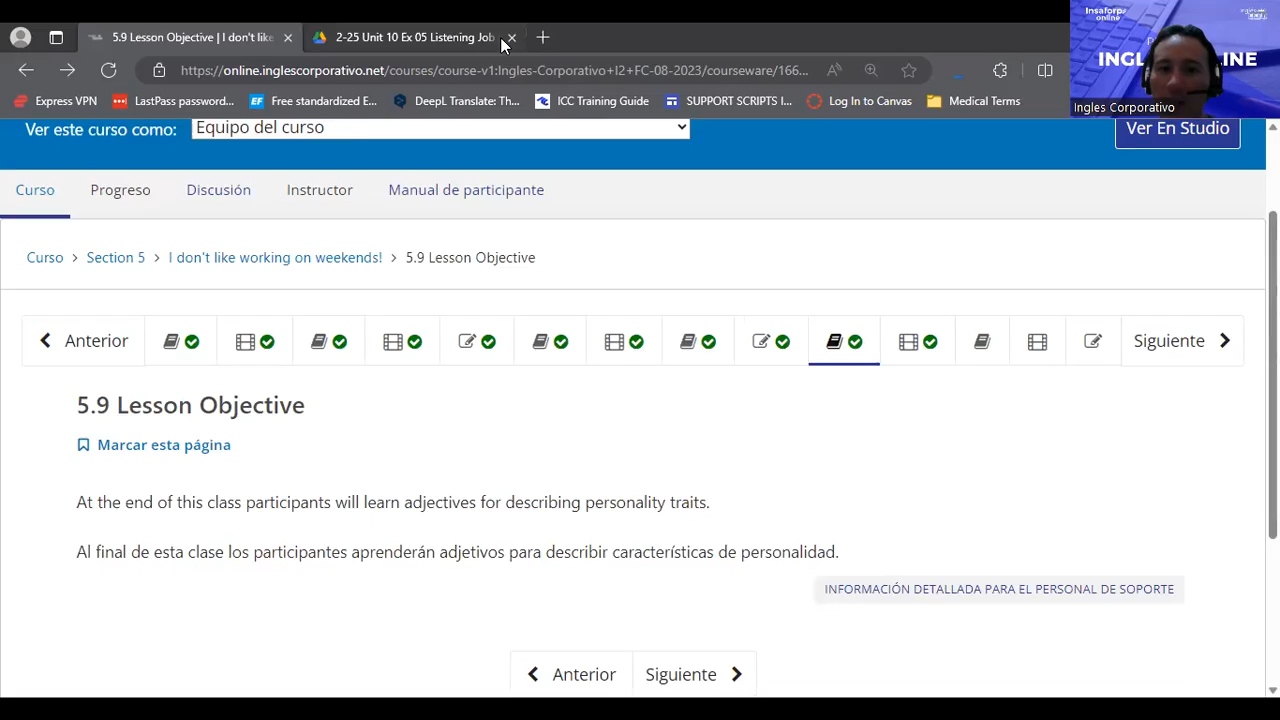 5.9 Lesson Objective | I don't like
2-25 Unit 10 Ex 05 Listening Job
https://online.inglescorporativo.net/courses/course-v1:Ingles-Corporativo+I2+FC-08-2023/courseware/166...
Express VPN
LastPass password...
EF Free standardized E...
DeepL Translate: Th...
ICC Training Guide
SUPPORT SCRIPTS I...
Log In to Canvas
Medical Terms
Insaforp
online
INGL
ENE
Ingles Corporativo
Ver este curso como:
Equipo del curso
Ver En Studio
Curso
Progreso
Discusión
Instructor
Manual de participante
Curso > Section 5 > I don't like working on weekends! > 5.9 Lesson Objective
Anterior
Siguiente
5.9 Lesson Objective
Marcar esta página
At the end of this class participants will learn adjectives for describing personality traits.
Al final de esta clase los participantes aprenderán adjetivos para describir características de personalidad.
INFORMACIÓN DETALLADA PARA EL PERSONAL DE SOPORTE
Anterior
Siguiente